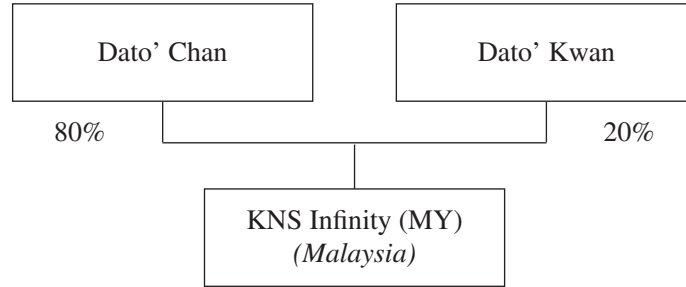 Dato’ Chan
Dato’ Kwan
80%
20%
KNS Infinity (MY)
(Malaysia)